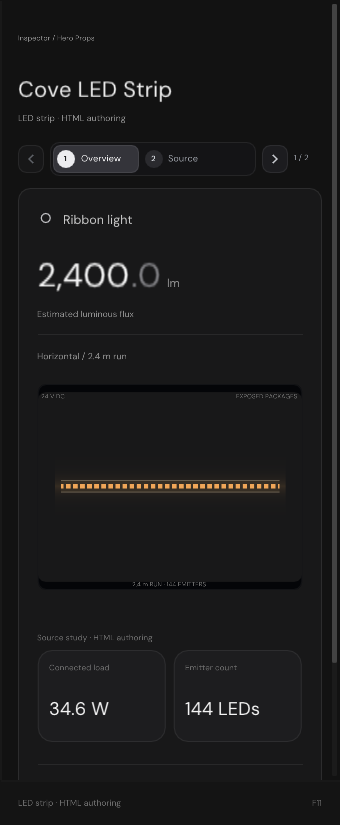 Inspector / Hero Props
Cove LED Strip
LED strip · HTML authoring
1 Overview 2 Source 1 / 2
Ribbon light
2,400.0 lm
Estimated luminous flux
Horizontal / 2.4 m run
24 V DC EXPOSED PACKAGES
2.4 m RUN · 144 EMITTERS
Source study · HTML authoring
Connected load Emitter count
34.6 W 144 LEDs
LED strip · HTML authoring F11